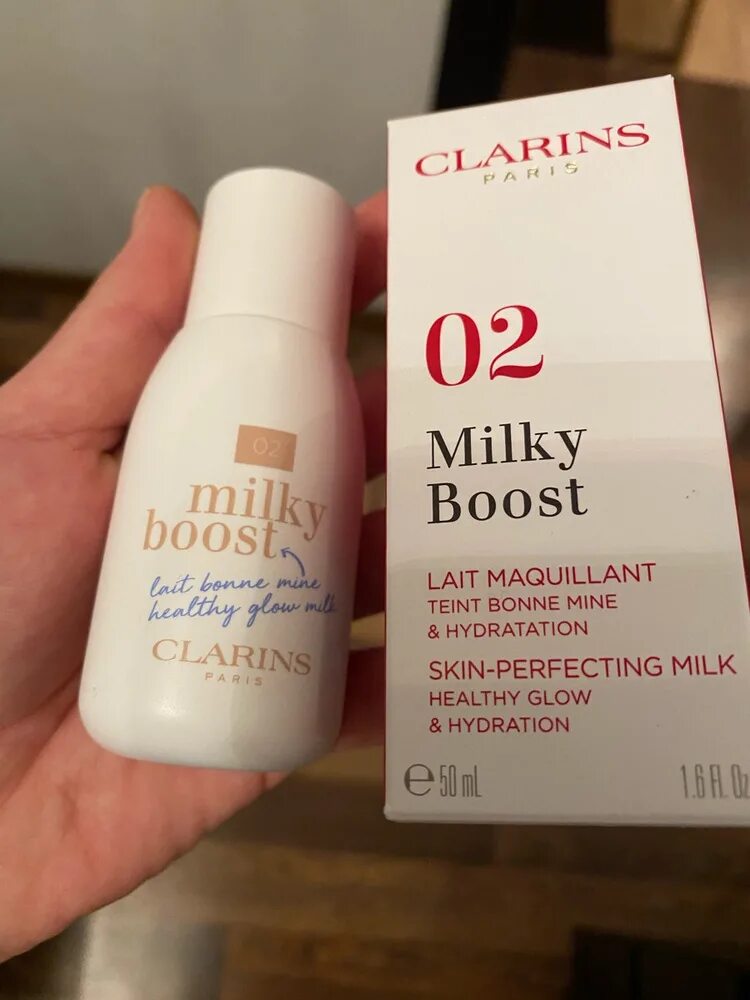 02
milky
boost
lait bonne mine
healthy glow milk
CLARINS
PARIS
CLARINS
PARIS
02
Milky
Boost
LAIT MAQUILLANT
TEINT BONNE MINE
& HYDRATATION
SKIN-PERFECTING MILK
HEALTHY GLOW
& HYDRATION
℮ 50 mL 1.6 Fl. Oz